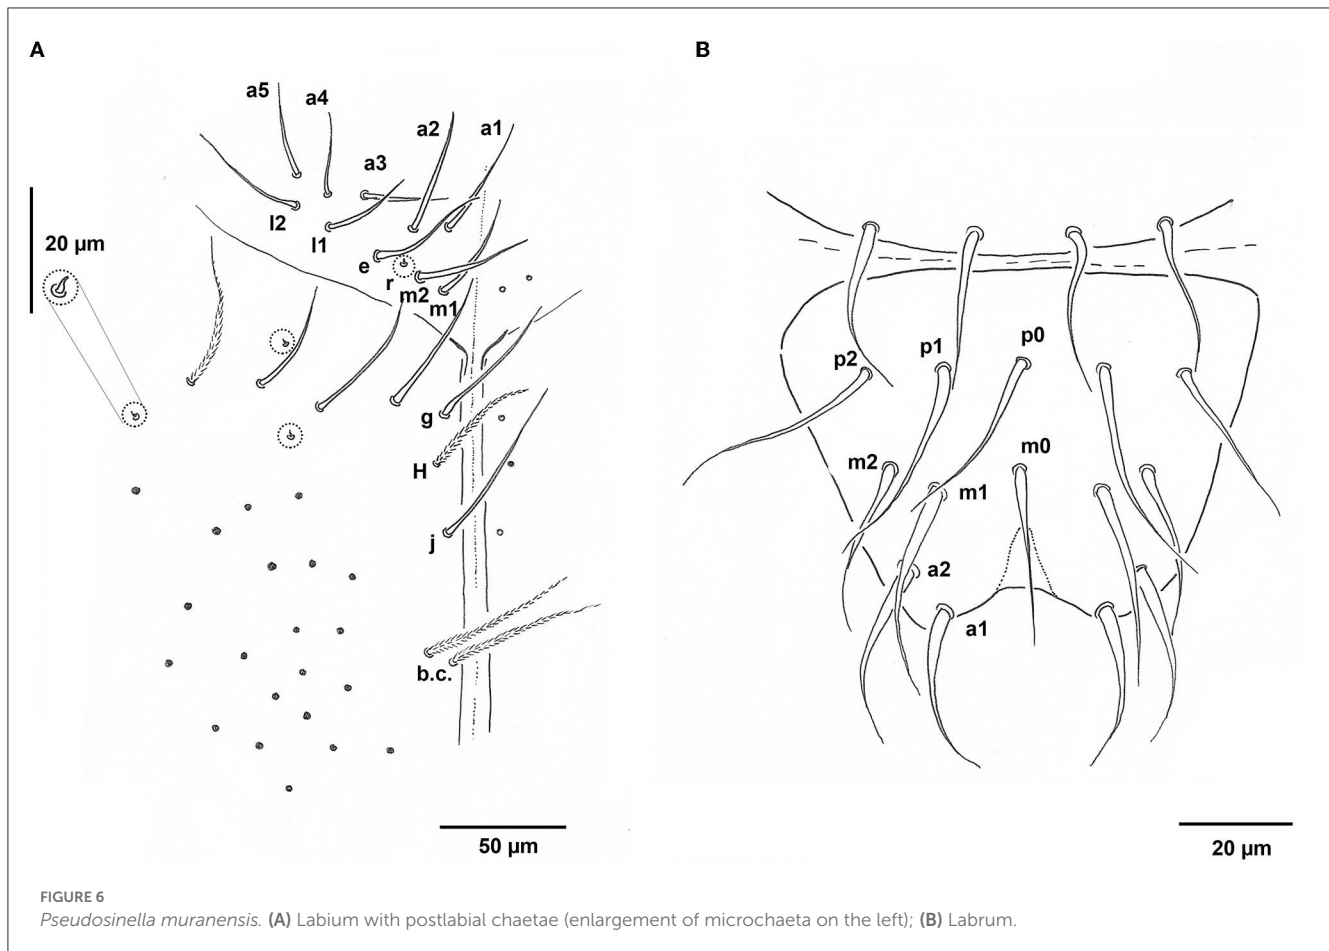 A
B
a5
a4
a2
a1
a3
l2
l1
20 µm
e
r
m2
m1
g
H
j
b.c.
50 µm
p2
p1
p0
m0
m2
m1
a2
a1
20 µm
FIGURE 6
Pseudosinella muranensis. (A) Labium with postlabial chaetae (enlargement of microchaeta on the left); (B) Labrum.